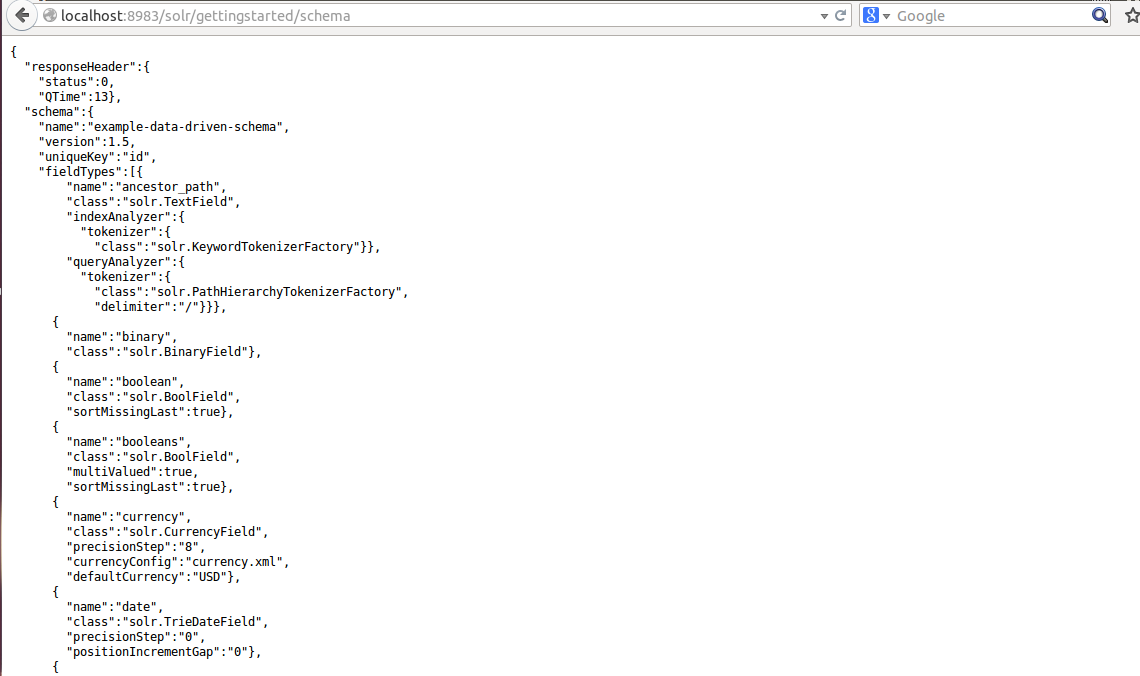 localhost:8983/solr/gettingstarted/schema
Google
{
  "responseHeader":{
    "status":0,
    "QTime":13},
  "schema":{
    "name":"example-data-driven-schema",
    "version":1.5,
    "uniqueKey":"id",
    "fieldTypes":[{
        "name":"ancestor_path",
        "class":"solr.TextField",
        "indexAnalyzer":{
          "tokenizer":{
            "class":"solr.KeywordTokenizerFactory"}},
        "queryAnalyzer":{
          "tokenizer":{
            "class":"solr.PathHierarchyTokenizerFactory",
            "delimiter":"/"}}},
      {
        "name":"binary",
        "class":"solr.BinaryField"},
      {
        "name":"boolean",
        "class":"solr.BoolField",
        "sortMissingLast":true},
      {
        "name":"booleans",
        "class":"solr.BoolField",
        "multiValued":true,
        "sortMissingLast":true},
      {
        "name":"currency",
        "class":"solr.CurrencyField",
        "precisionStep":"8",
        "currencyConfig":"currency.xml",
        "defaultCurrency":"USD"},
      {
        "name":"date",
        "class":"solr.TrieDateField",
        "precisionStep":"0",
        "positionIncrementGap":"0"},
      {